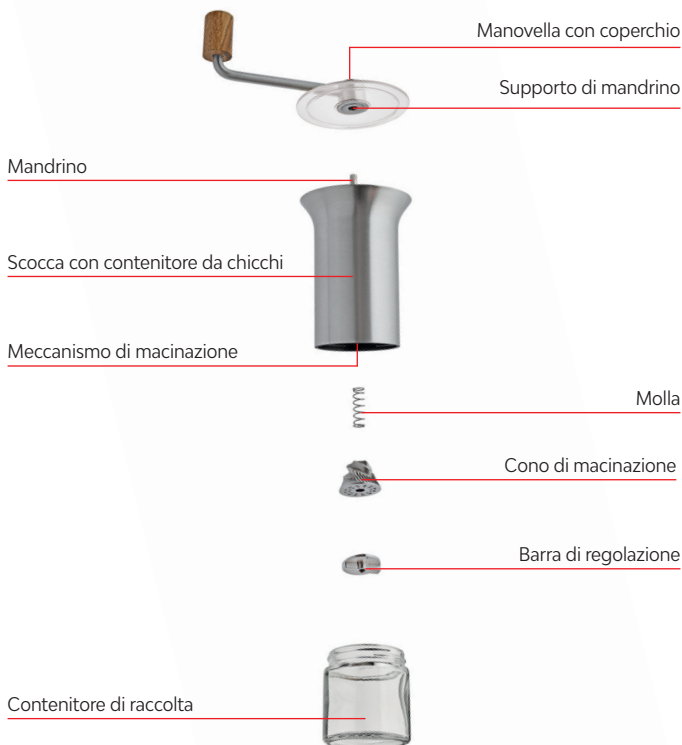 Manovella con coperchio
Supporto di mandrino
Mandrino
Scocca con contenitore da chicchi
Meccanismo di macinazione
Molla
Cono di macinazione
Barra di regolazione
Contenitore di raccolta